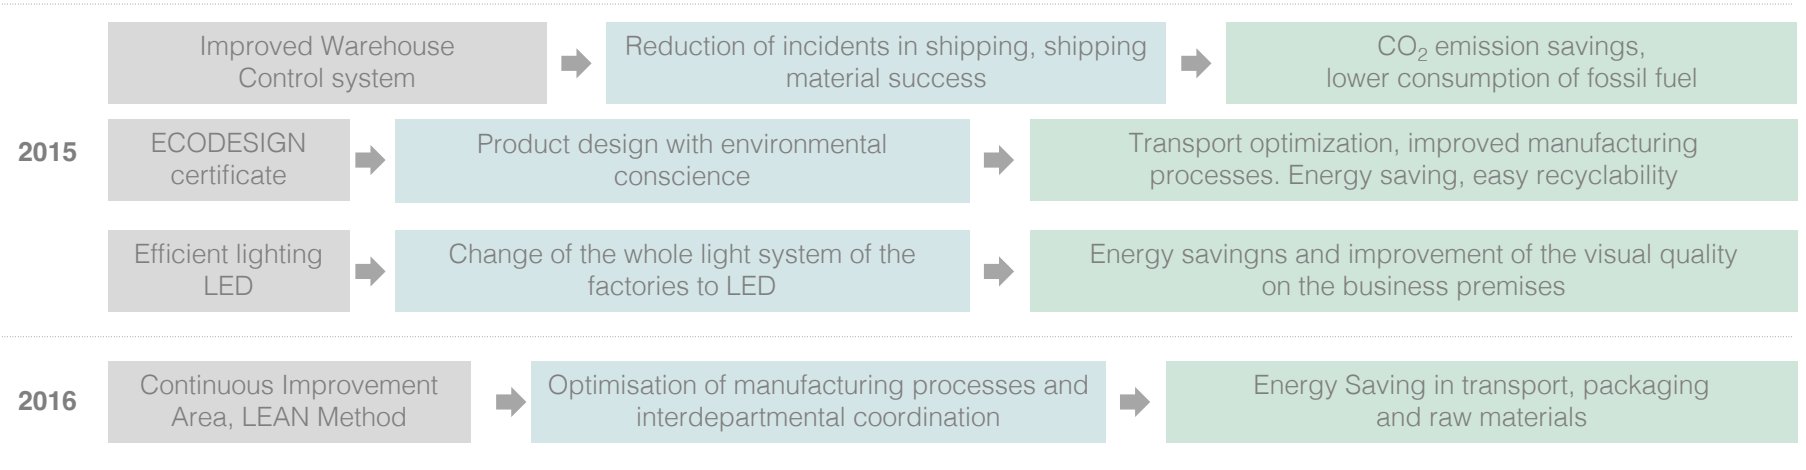 Improved Warehouse
Control system
Reduction of incidents in shipping, shipping
material success
CO₂ emission savings,
lower consumption of fossil fuel
2015
ECODESIGN
certificate
Product design with environmental
conscience
Transport optimization, improved manufacturing
processes. Energy saving, easy recyclability
Efficient lighting
LED
Change of the whole light system of the
factories to LED
Energy savingns and improvement of the visual quality
on the business premises
2016
Continuous Improvement
Area, LEAN Method
Optimisation of manufacturing processes and
interdepartmental coordination
Energy Saving in transport, packaging
and raw materials